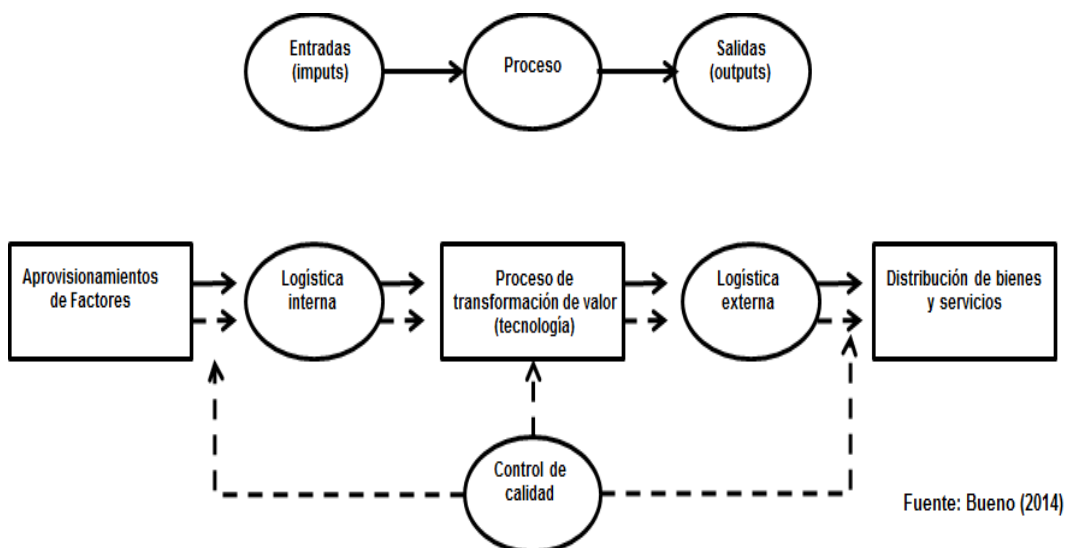 Entradas
(imputs)
Proceso
Salidas
(outputs)
Aprovisionamientos
de Factores
Logística
interna
Proceso de
transformación de valor
(tecnología)
Logística
externa
Distribución de bienes
y servicios
Control de
calidad
Fuente: Bueno (2014)